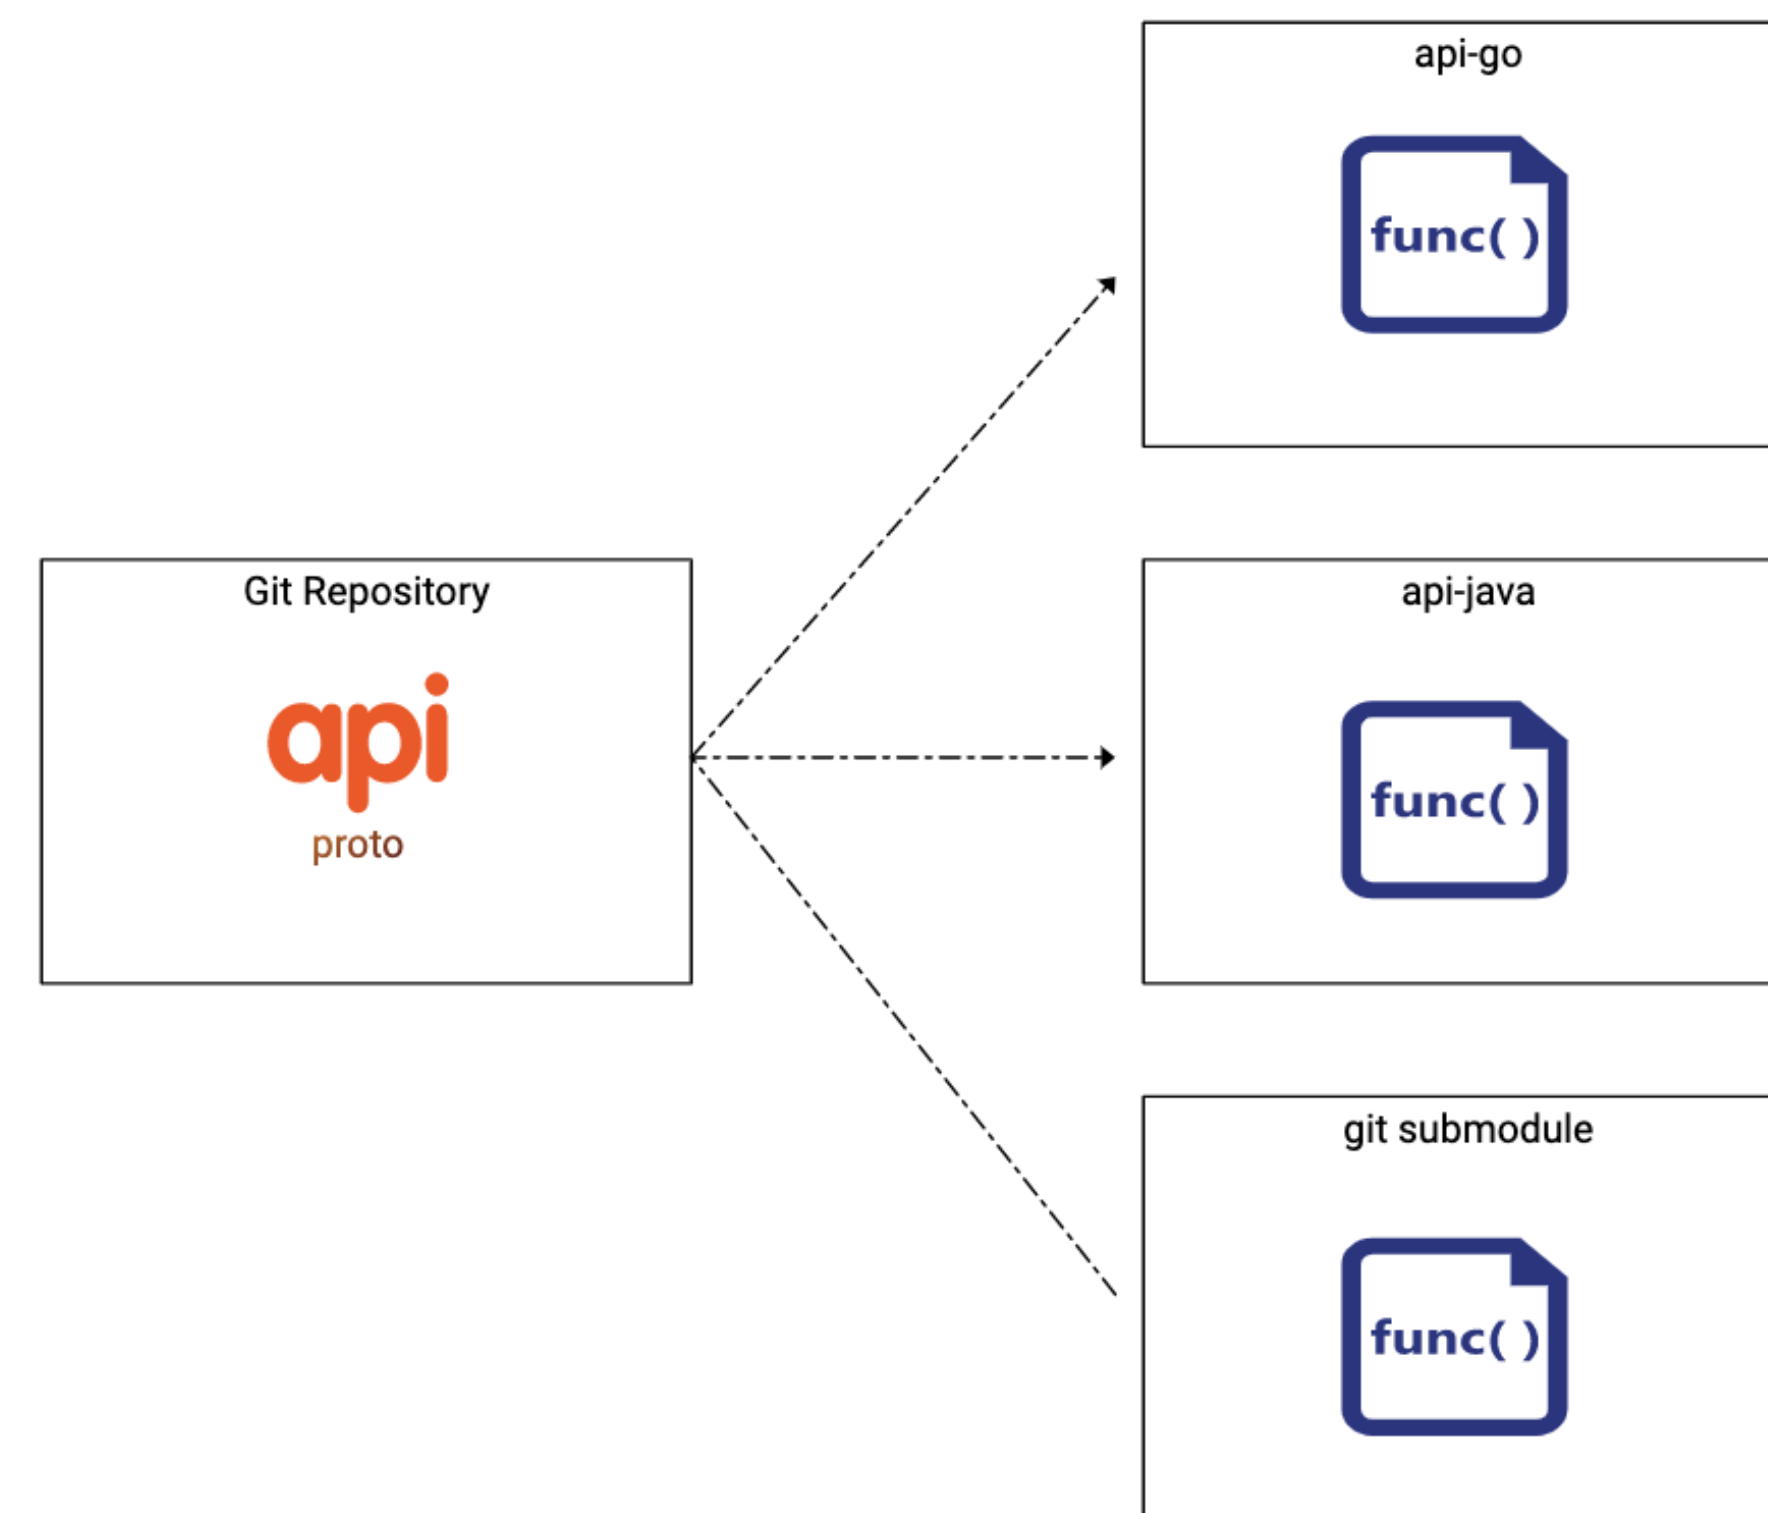 api-go
func( )
Git Repository
api
proto
api-java
func( )
git submodule
func( )